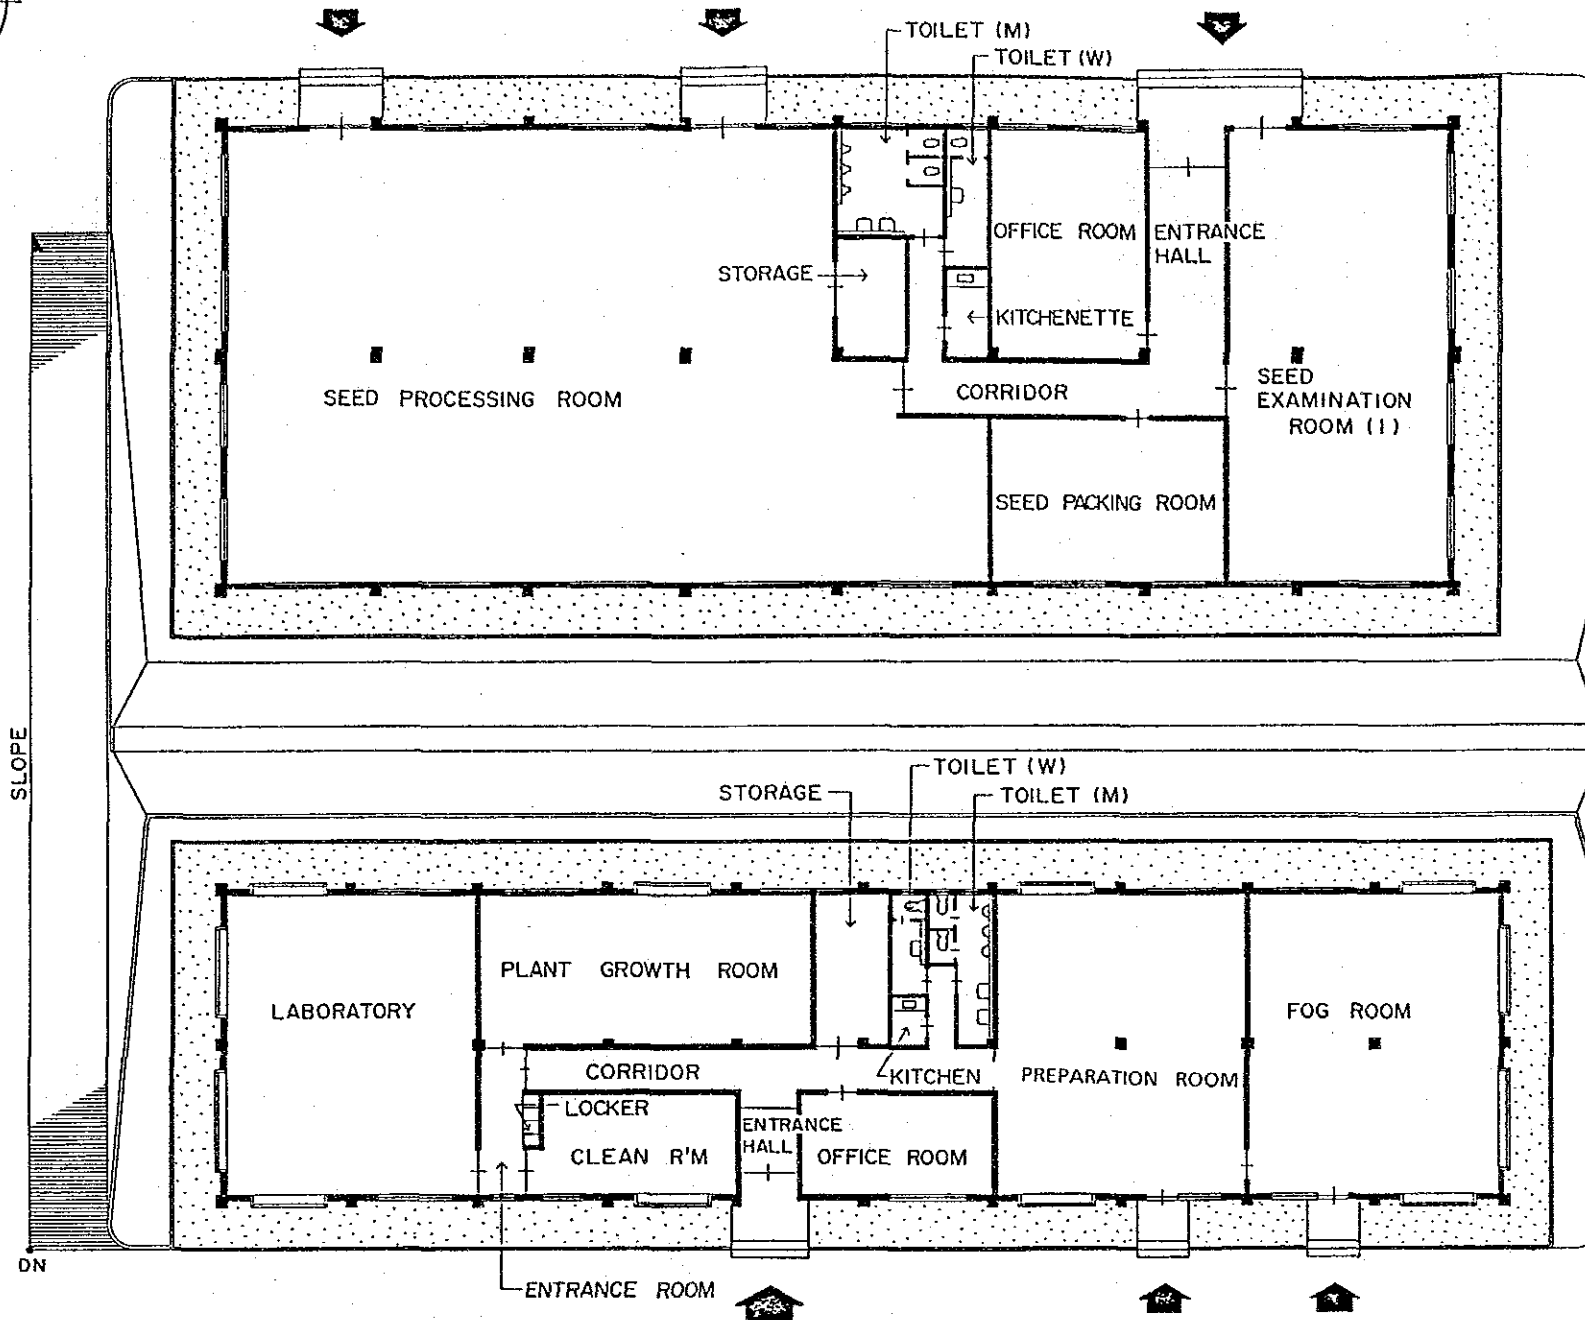 TOILET (M)
TOILET (W)
OFFICE ROOM
ENTRANCE
HALL
STORAGE
KITCHENETTE
SEED PROCESSING ROOM
CORRIDOR
SEED
EXAMINATION
ROOM (1)
SEED PACKING ROOM
SLOPE
TOILET (W)
STORAGE
TOILET (M)
PLANT GROWTH ROOM
LABORATORY
FOG ROOM
CORRIDOR
KITCHEN
PREPARATION ROOM
LOCKER
ENTRANCE
HALL
CLEAN R'M
OFFICE ROOM
DN
ENTRANCE ROOM